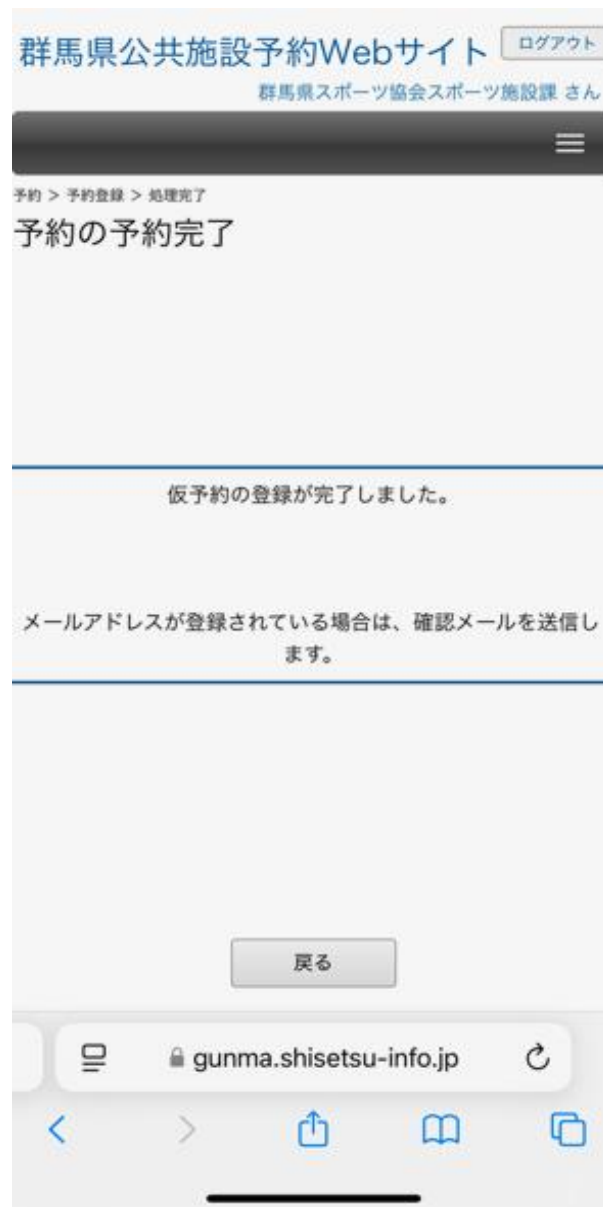 群馬県公共施設予約Webサイト
ログアウト
群馬県スポーツ協会スポーツ施設課 さん
予約 > 予約登録 > 処理完了
予約の予約完了
仮予約の登録が完了しました。
メールアドレスが登録されている場合は、確認メールを送信し
ます。
戻る
gunma.shisetsu-info.jp